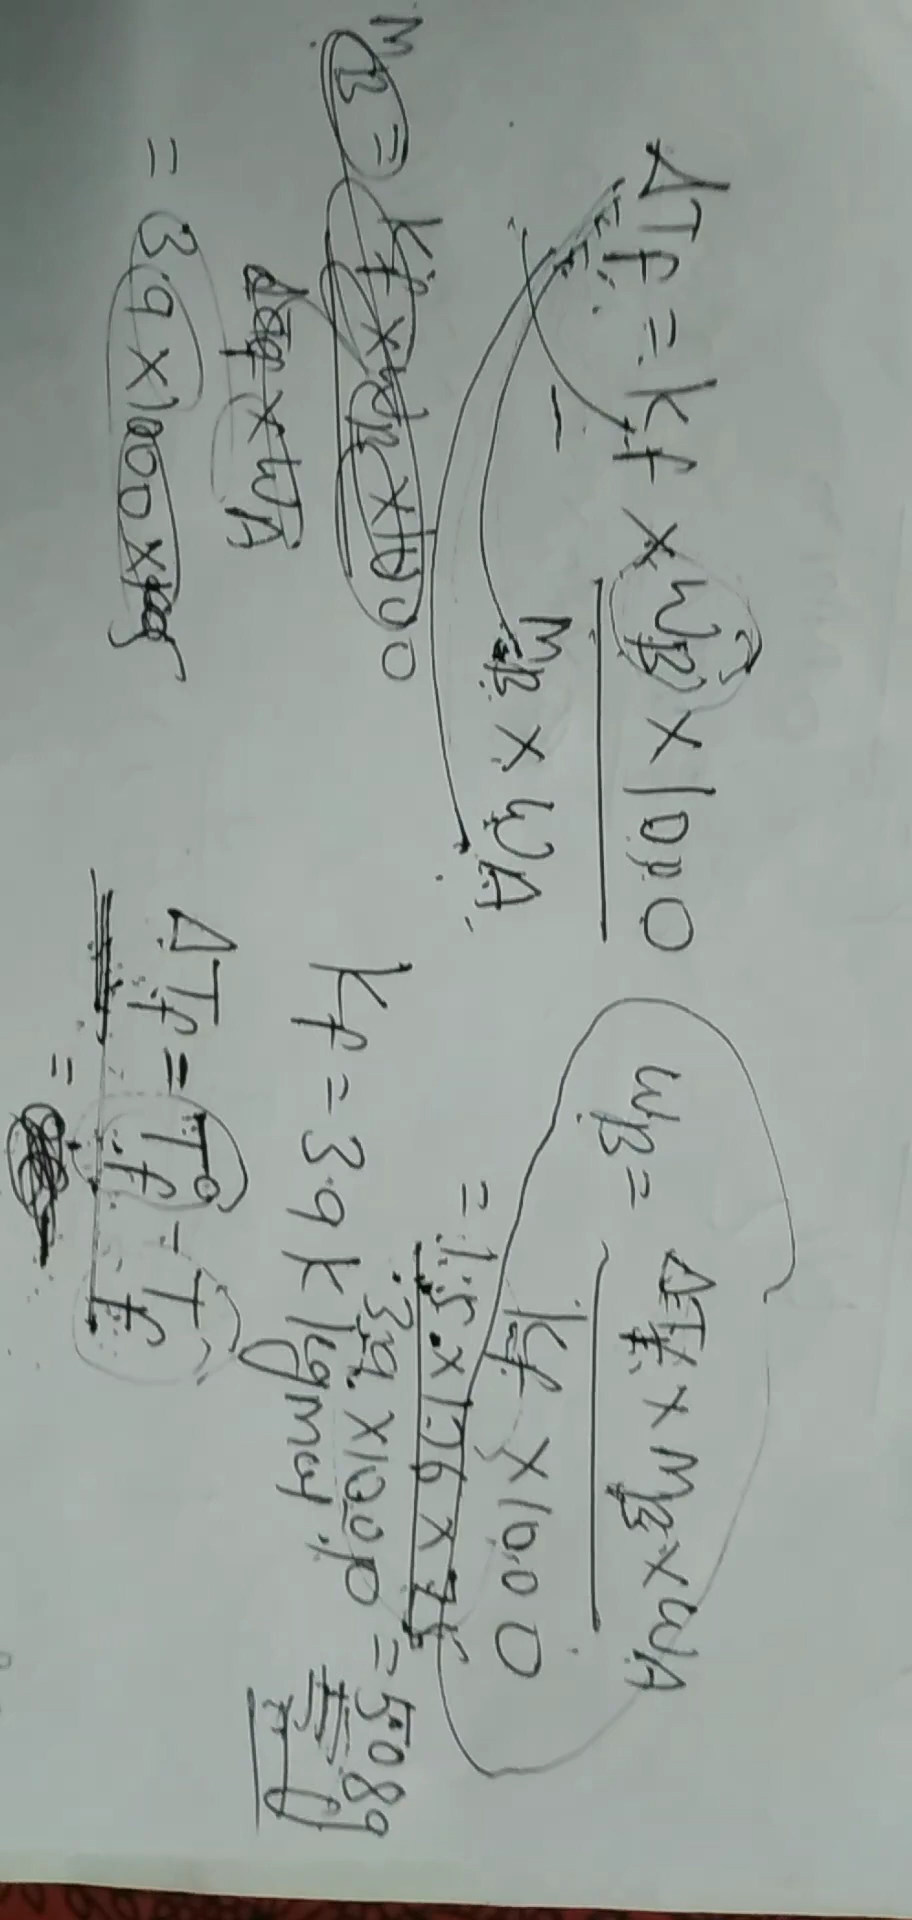 ΔTf = Kf × WB × 1000
MB × WA
MB = Kf × WB × 1000
ΔTf × WA
= 3.9 × 1000 ×
WB = ΔTf × MB × WA
Kf × 1000
= 1.5 × 176 × 75
3.9 × 1000
= 5.08g
Kf = 3.9 K kg mol
ΔTf = T°f - Tf
=